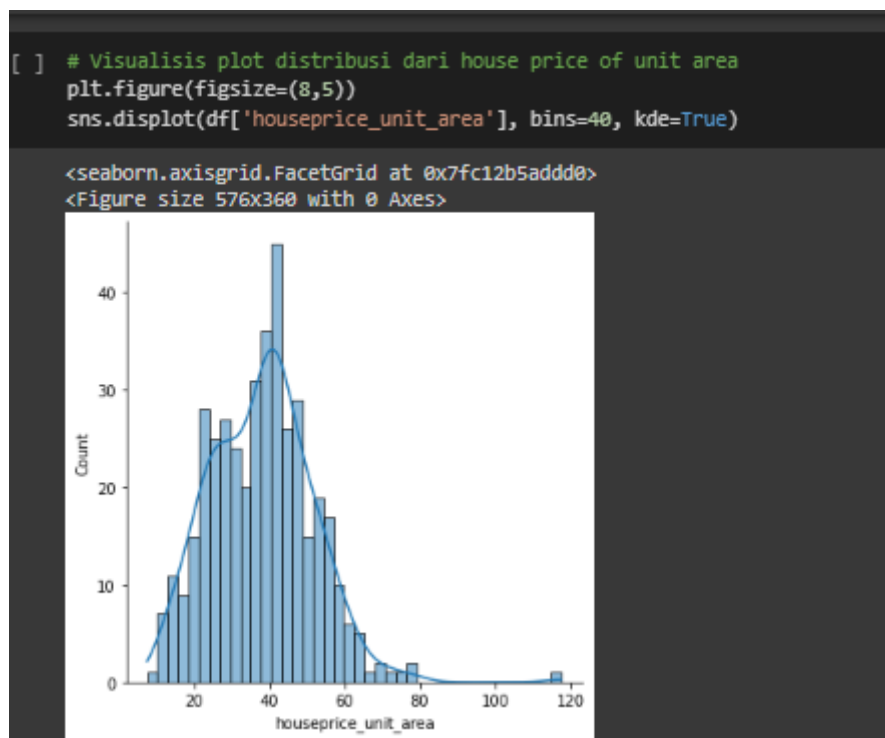 [ ] # Visualisis plot distribusi dari house price of unit area
plt.figure(figsize=(8,5))
sns.displot(df['houseprice_unit_area'], bins=40, kde=True)
<seaborn.axisgrid.FacetGrid at 0x7fc12b5addd0>
<Figure size 576x360 with 0 Axes>
40
30
20
10
0
Count
20 40 60 80 100 120
houseprice_unit_area